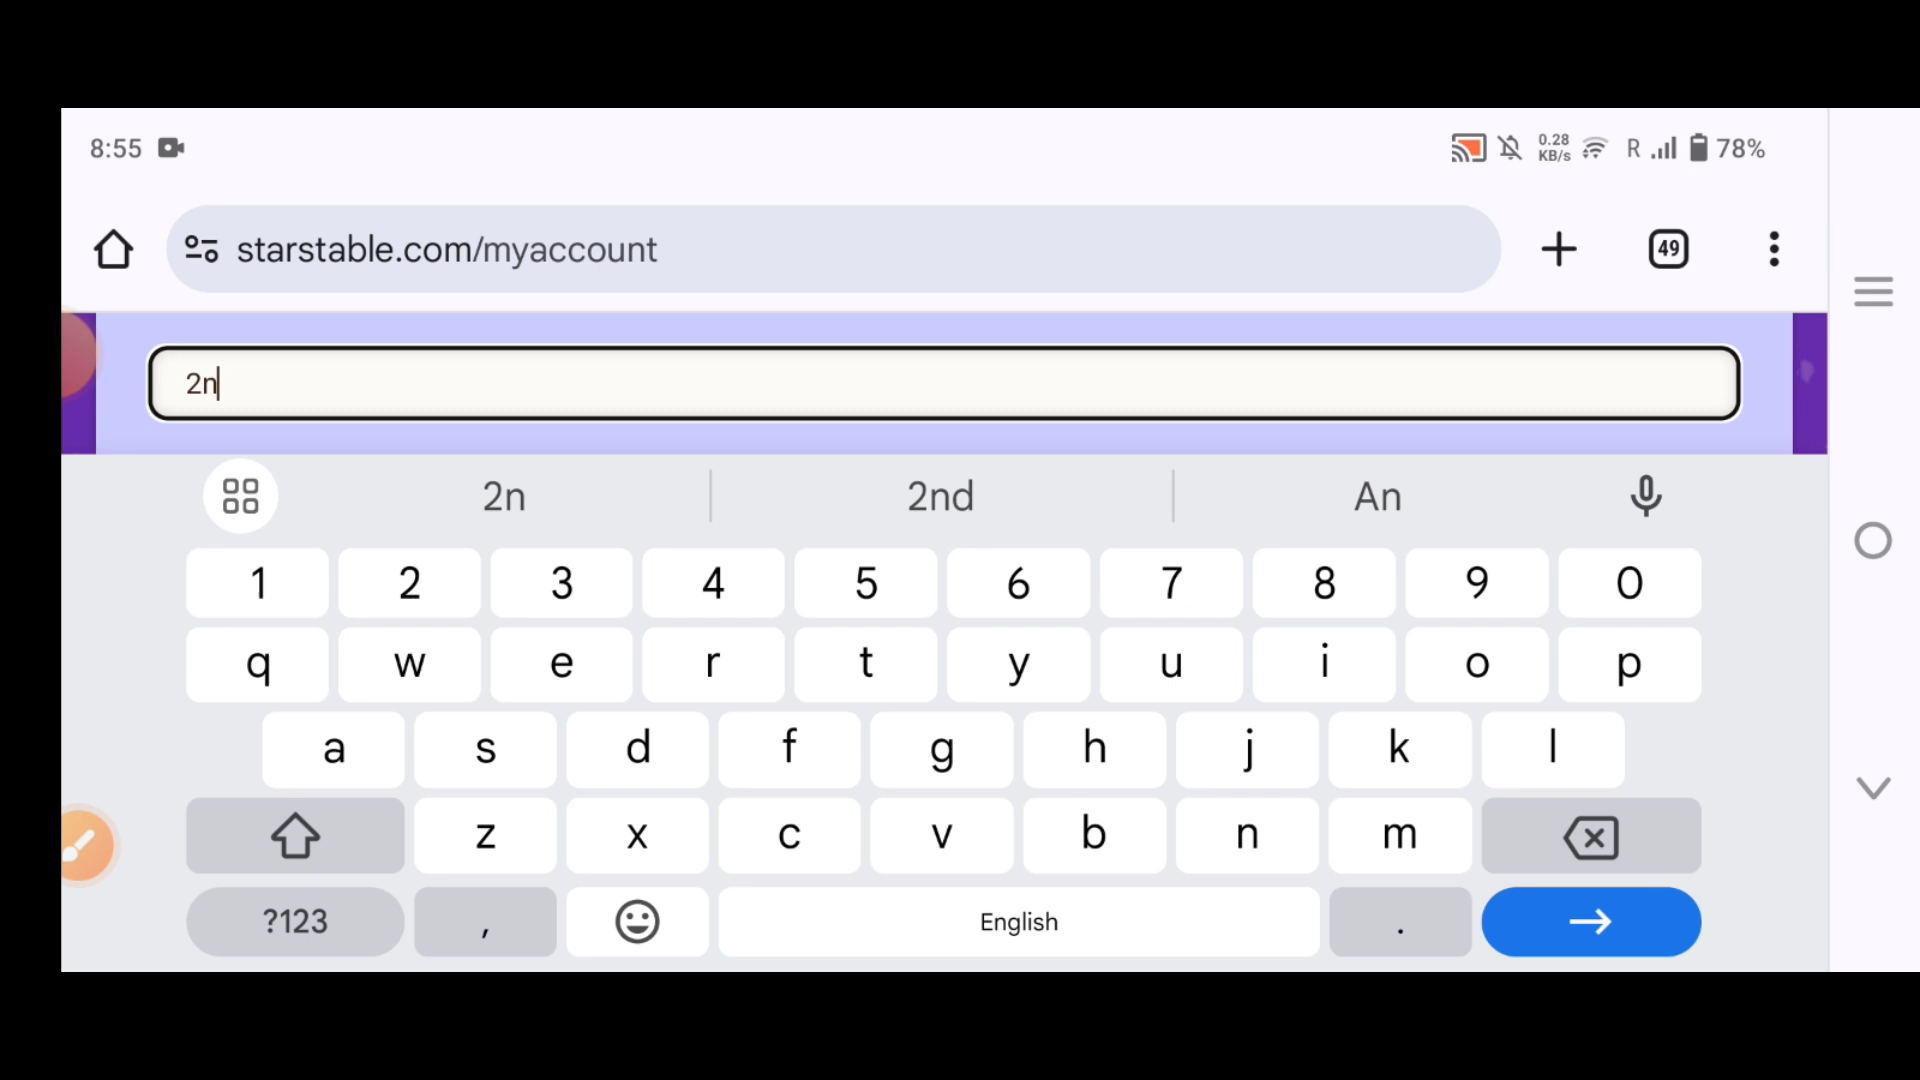 8:55 0.28 KB/s R 78%
starstable.com/myaccount 49
2n
2n 2nd An
1 2 3 4 5 6 7 8 9 0
q w e r t y u i o p
a s d f g h j k l
z x c v b n m
?123 , English .